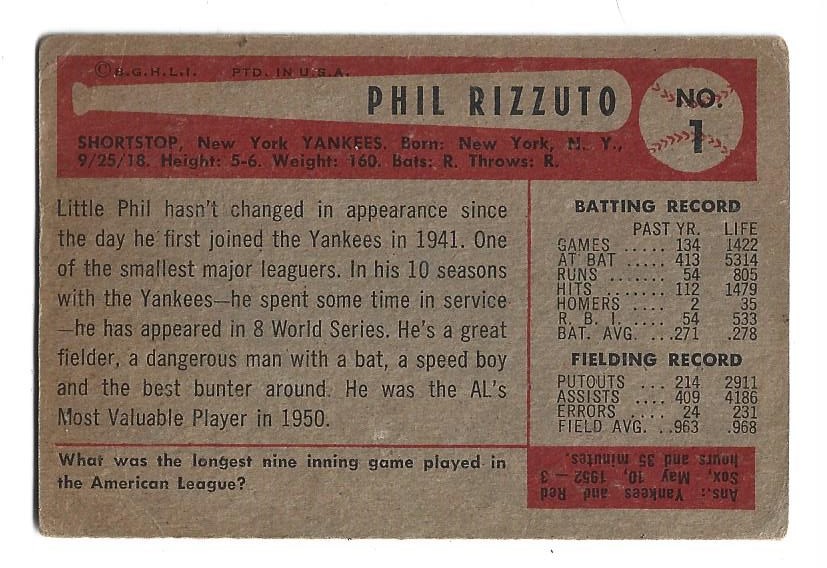 ©B.G.H.L.I. PTD. IN U.S.A.
PHIL RIZZUTO
NO.
1
SHORTSTOP, New York YANKEES. Born: New York, N. Y.,
9/25/18. Height: 5-6. Weight: 160. Bats: R. Throws: R.
Little Phil hasn't changed in appearance since
the day he first joined the Yankees in 1941. One
of the smallest major leaguers. In his 10 seasons
with the Yankees—he spent some time in service
—he has appeared in 8 World Series. He's a great
fielder, a dangerous man with a bat, a speed boy
and the best bunter around. He was the AL's
Most Valuable Player in 1950.
BATTING RECORD
PAST YR. LIFE
GAMES ..... 134 1422
AT BAT ..... 413 5314
RUNS ....... 54 805
HITS ....... 112 1479
HOMERS ... 2 35
R. B. I. .... 54 533
BAT. AVG. ...271 .278
FIELDING RECORD
PUTOUTS ... 214 2911
ASSISTS .... 409 4186
ERRORS .... 24 231
FIELD AVG. ..963 .968
What was the longest nine inning game played in
the American League?
Ans.: Yankees and Red
Sox, May 10, 1952 — 3
hours and 35 minutes.